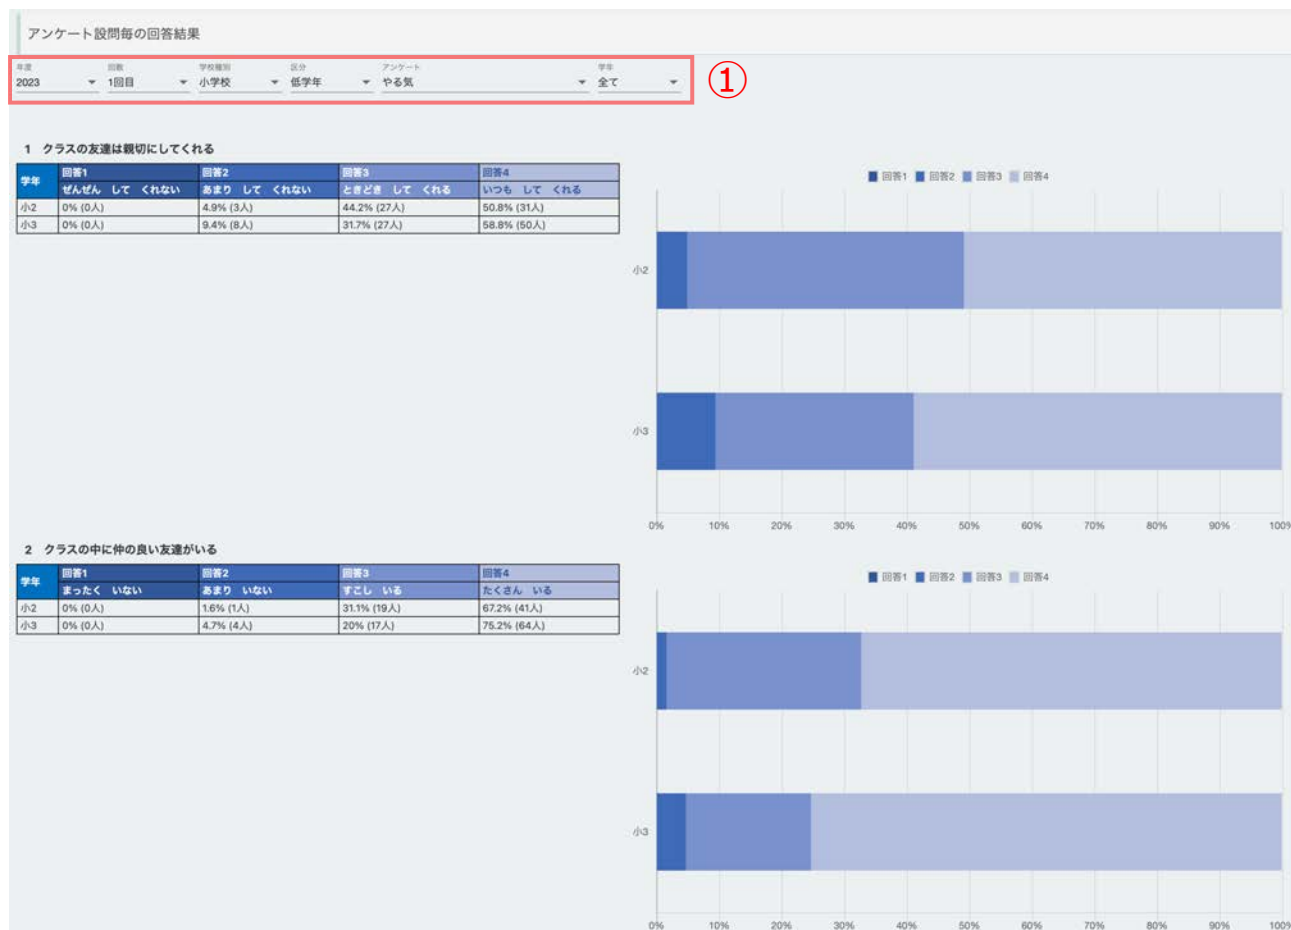 アンケート設問毎の回答結果
年度 回数 学校種別 区分 アンケート 学年
2023 1回目 小学校 低学年 やる気 全て
①
1 クラスの友達は親切にしてくれる
学年 回答1 回答2 回答3 回答4
ぜんぜん して くれない あまり して くれない ときどき して くれる いつも して くれる
小2 0% (0人) 4.9% (3人) 44.2% (27人) 50.8% (31人)
小3 0% (0人) 9.4% (8人) 31.7% (27人) 58.8% (50人)
回答1 回答2 回答3 回答4
小2
小3
0% 10% 20% 30% 40% 50% 60% 70% 80% 90% 100%
2 クラスの中に仲の良い友達がいる
学年 回答1 回答2 回答3 回答4
まったく いない あまり いない すこし いる たくさん いる
小2 0% (0人) 1.6% (1人) 31.1% (19人) 67.2% (41人)
小3 0% (0人) 4.7% (4人) 20% (17人) 75.2% (64人)
回答1 回答2 回答3 回答4
小2
小3
0% 10% 20% 30% 40% 50% 60% 70% 80% 90% 100%